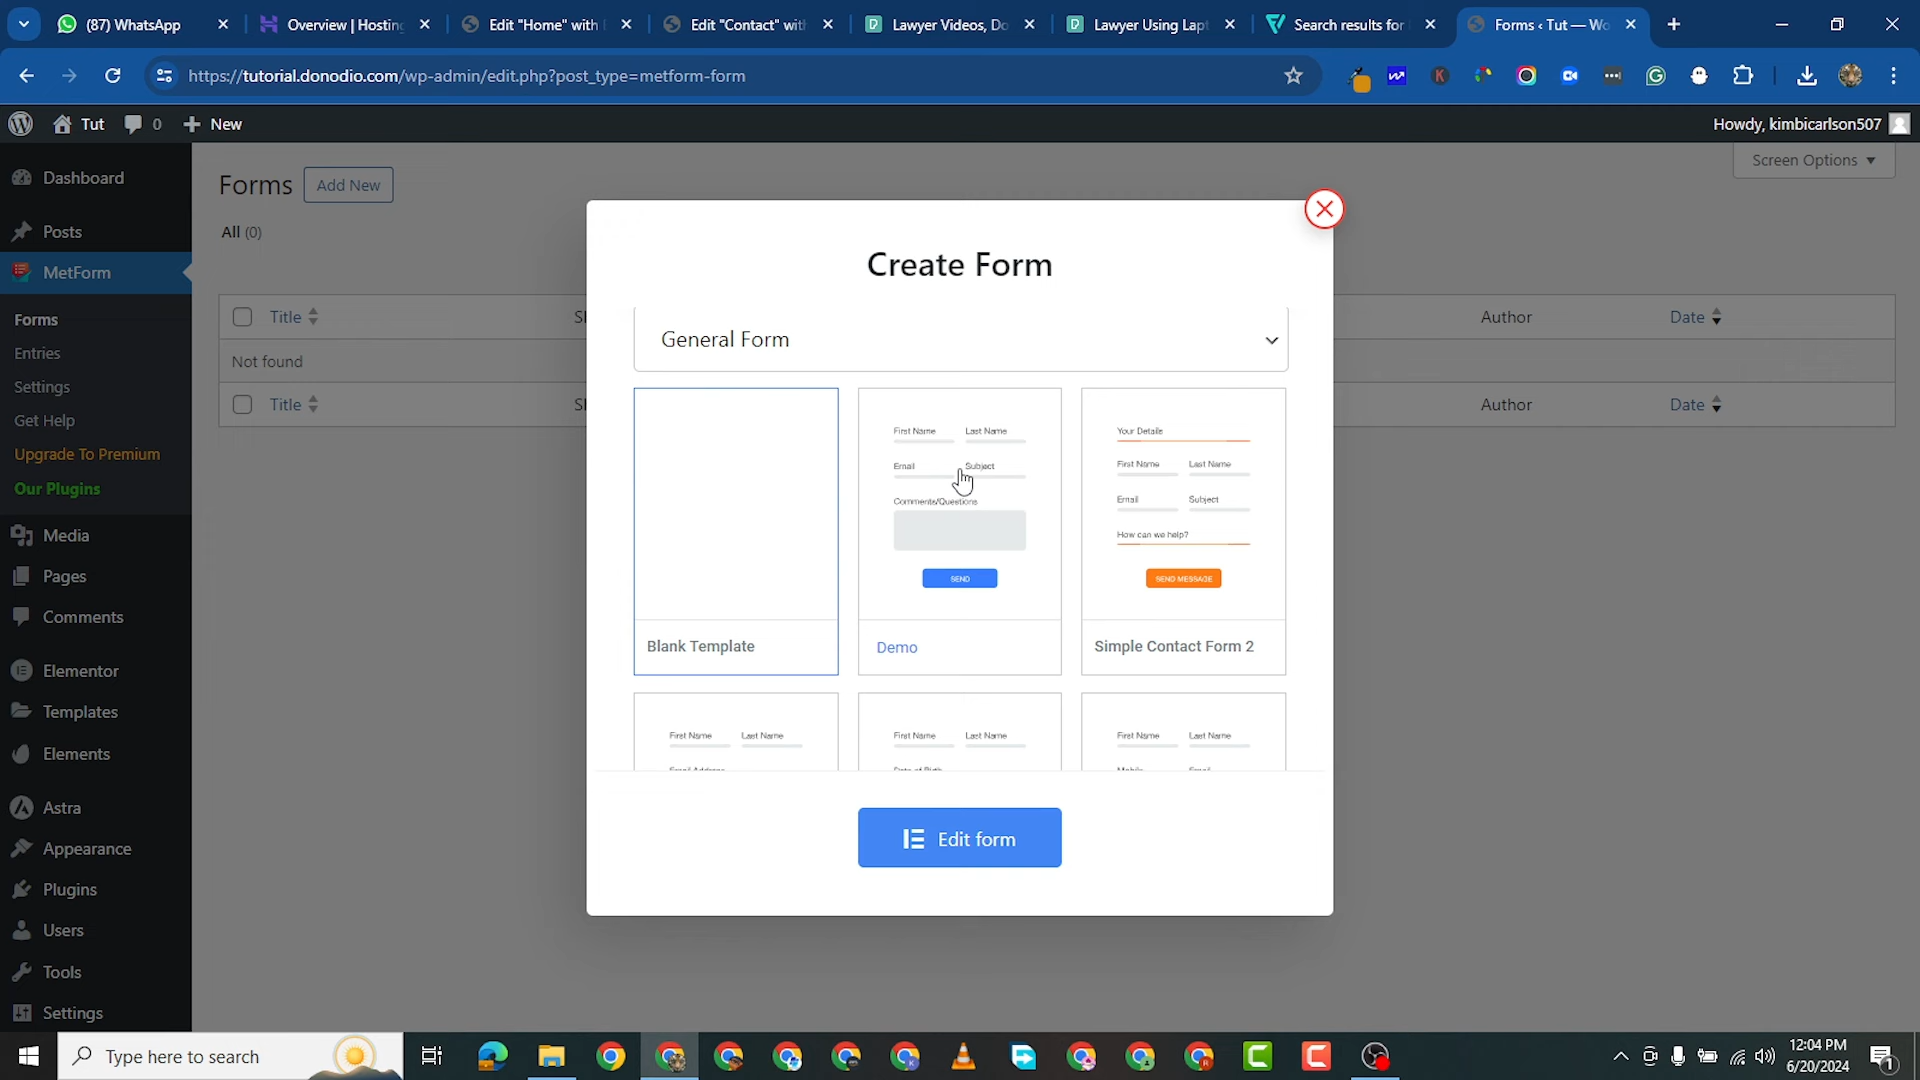 (87) WhatsApp
Overview | Hosting
Edit "Home" with E
Edit "Contact" with
Lawyer Videos, Do
Lawyer Using Lapt
Search results for
Forms ‹ Tut — Wo
https://tutorial.donodio.com/wp-admin/edit.php?post_type=metform-form
Tut
0
New
Howdy, kimbicarlson507
Dashboard
Posts
MetForm
Forms
Entries
Settings
Get Help
Upgrade To Premium
Our Plugins
Media
Pages
Comments
Elementor
Templates
Elements
Astra
Appearance
Plugins
Users
Tools
Settings
Forms
Add New
Screen Options
All (0)
Title
Author
Date
Not found
Title
Author
Date
Create Form
General Form
First Name Last Name
Email Subject
Comments/Questions
SEND
Your Details
First Name Last Name
Email Subject
How can we help?
SEND MESSAGE
Blank Template
Demo
Simple Contact Form 2
First Name Last Name
First Name Last Name
First Name Last Name
Edit form
Type here to search
12:04 PM
6/20/2024
1